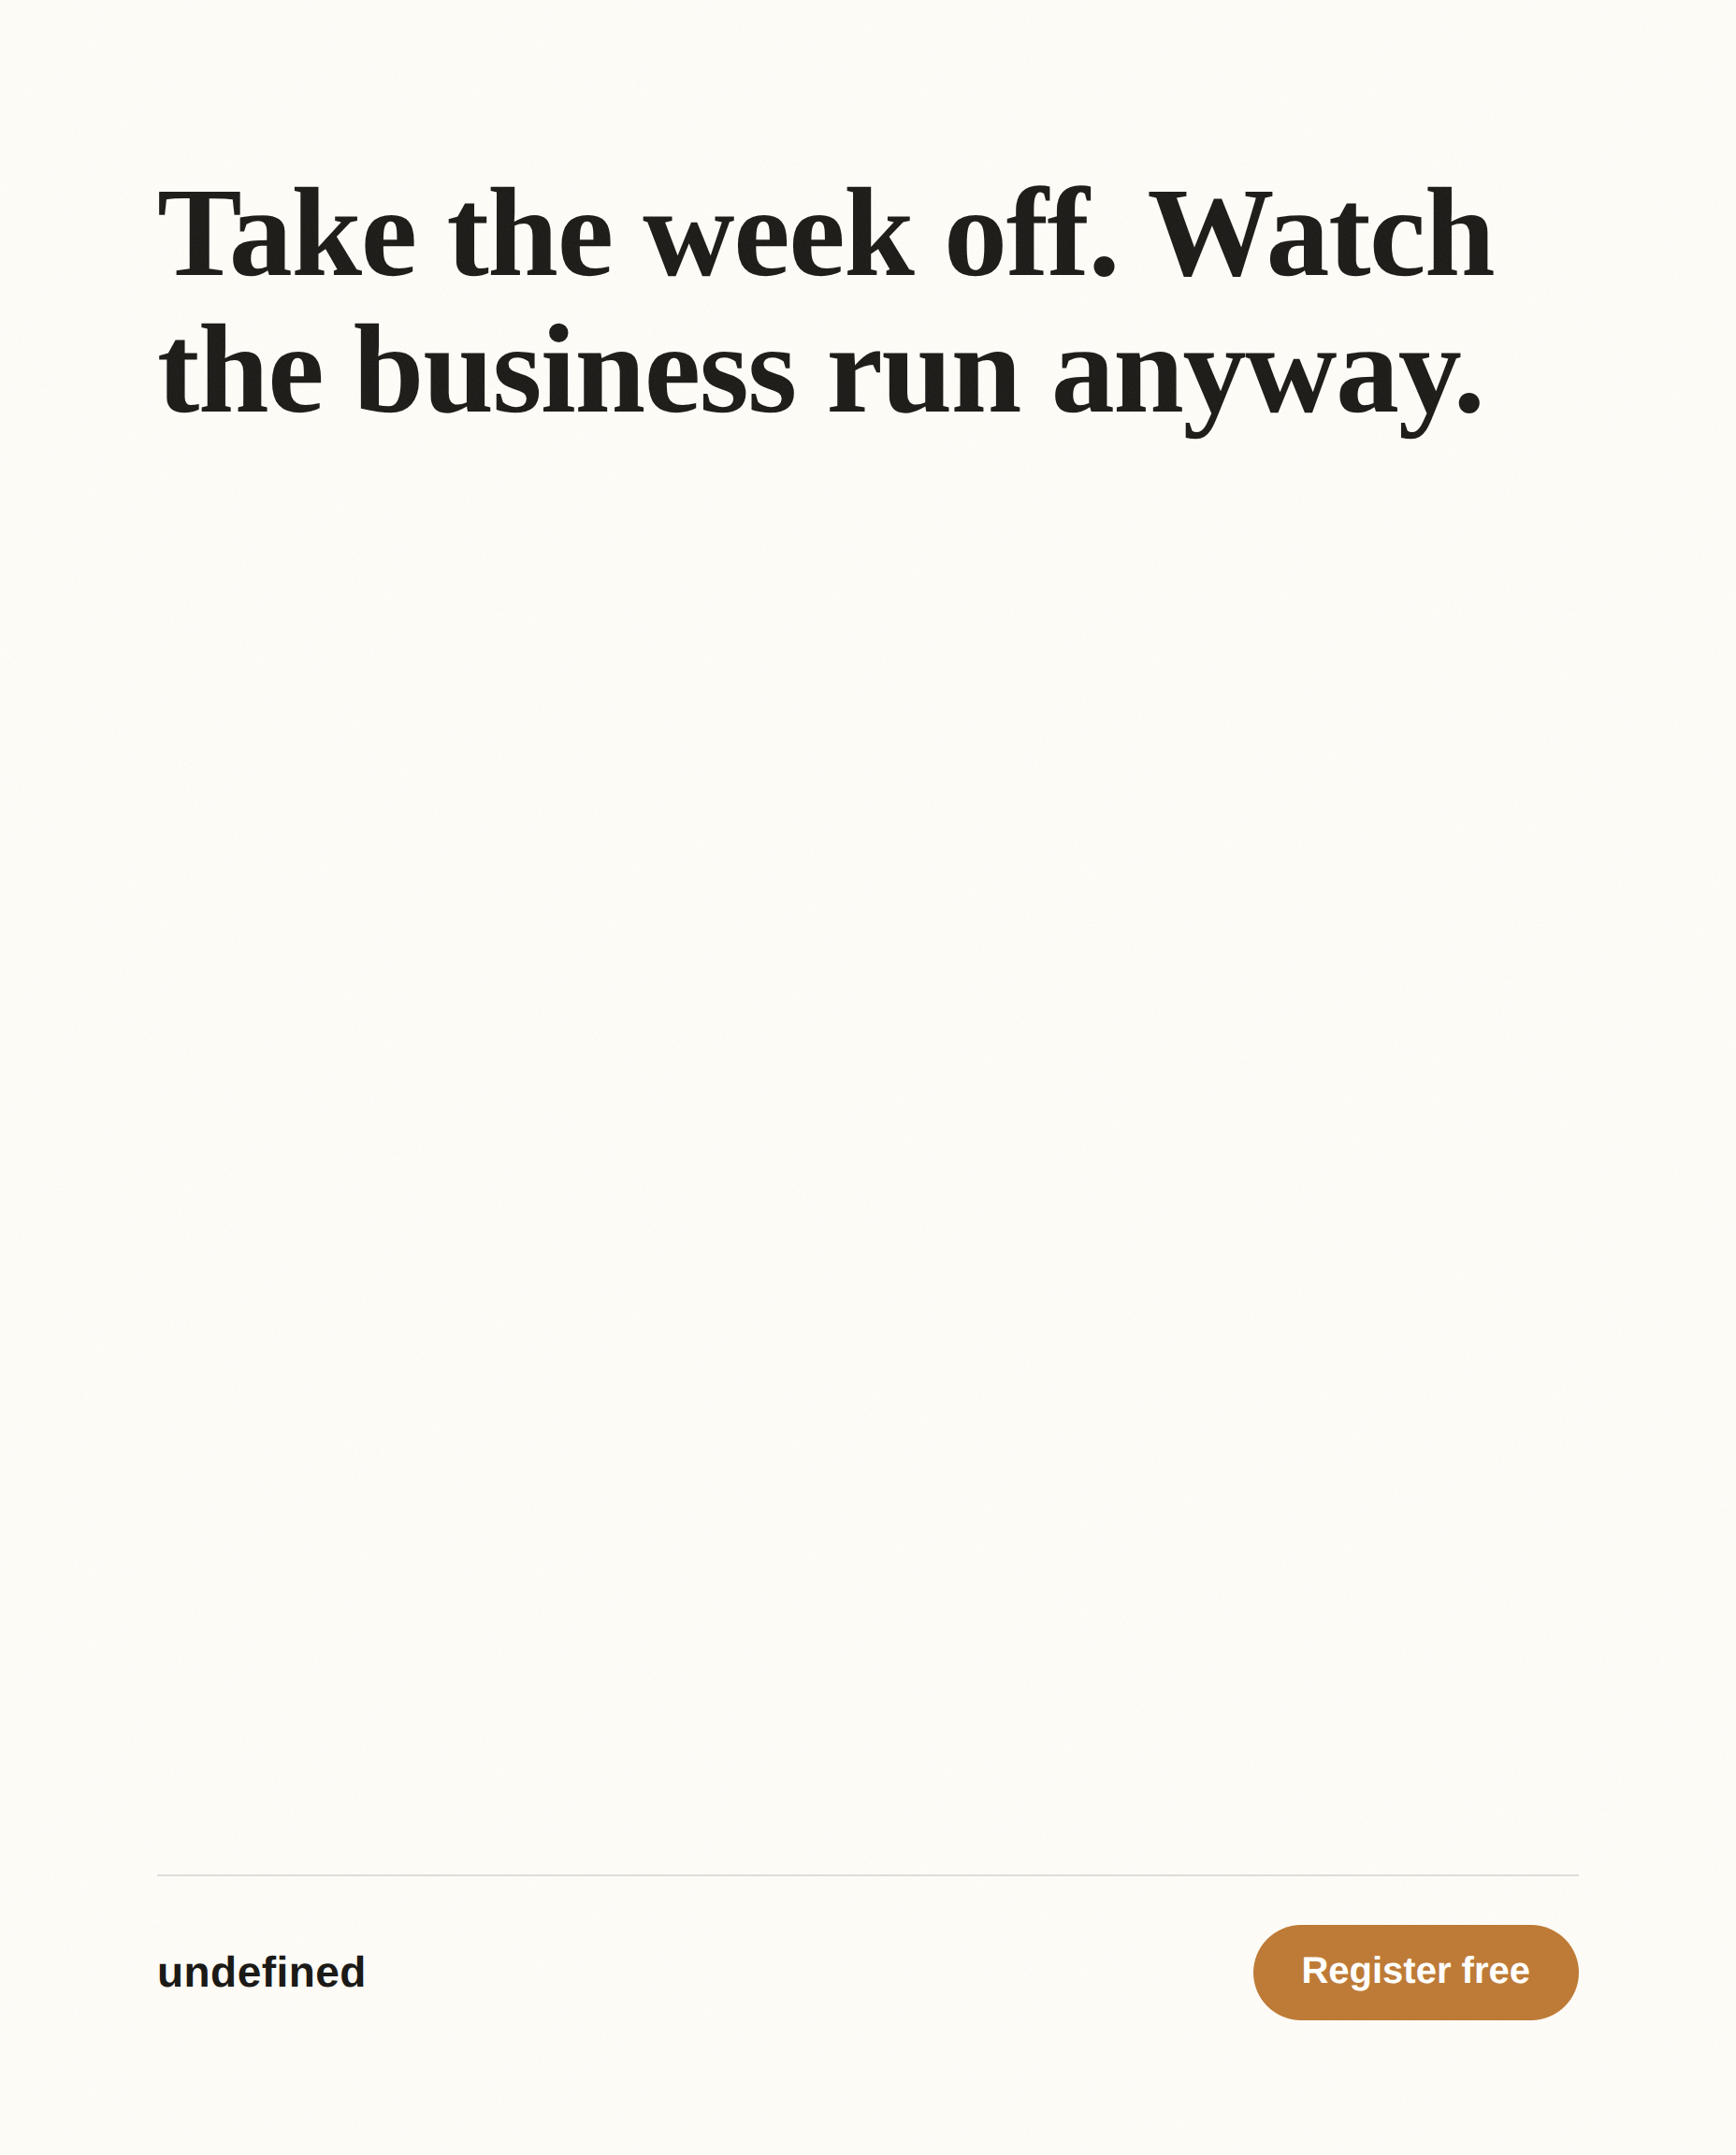 Take the week off. Watch
the business run anyway.
undefined
Register free